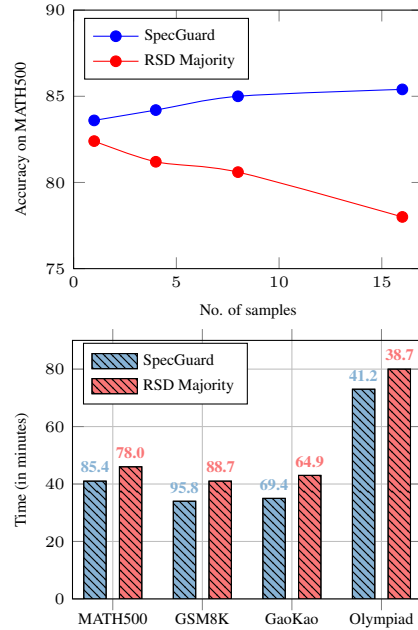 90
85
80
75
Accuracy on MATH500
SpecGuard
RSD Majority
0
5
10
15
No. of samples
80
60
40
20
0
Time (in minutes)
SpecGuard
RSD Majority
85.4
78.0
95.8
88.7
69.4
64.9
41.2
38.7
MATH500
GSM8K
GaoKao
Olympiad